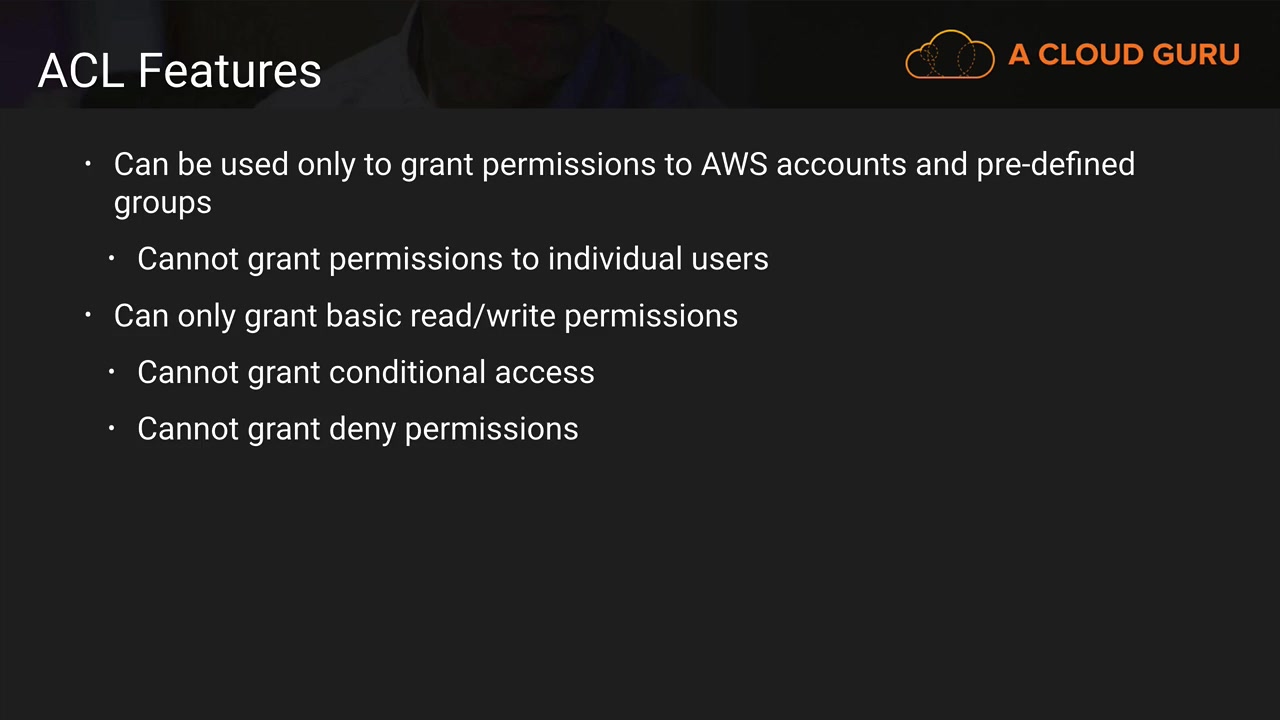 ACL Features
A CLOUD GURU
• Can be used only to grant permissions to AWS accounts and pre-defined
groups
• Cannot grant permissions to individual users
• Can only grant basic read/write permissions
• Cannot grant conditional access
• Cannot grant deny permissions